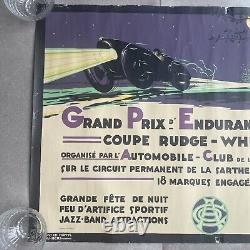 GRAND PRIX D'ENDURAN
COUPE RUDGE-WH
ORGANISÉ PAR L'AUTOMOBILE-CLUB DE L
SUR LE CIRCUIT PERMANENT DE LA SARTHE
18 MARQUES ENGAGÉ
GRANDE FÊTE DE NUIT
FEU D'ARTIFICE SPORTIF
JAZZ-BAND, ATTRACTIONS